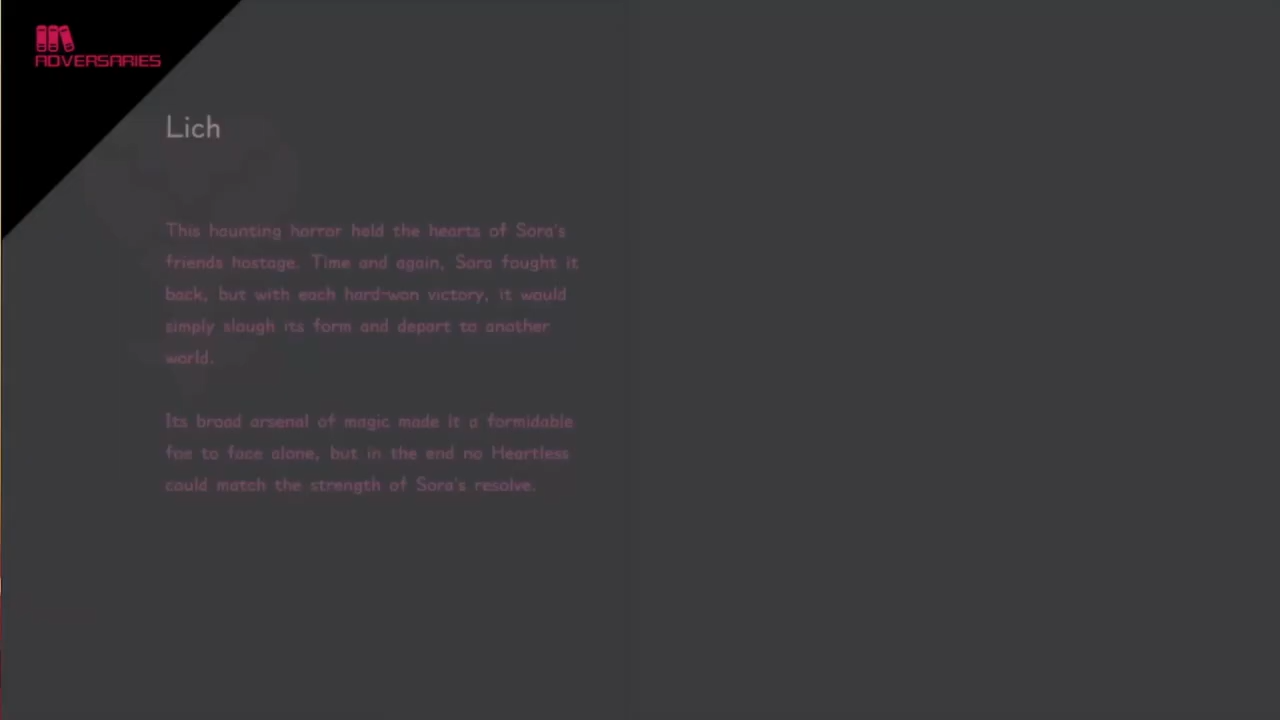 ADVERSARIES
Lich
This haunting horror held the hearts of Sora's
friends hostage. Time and again, Sora fought it
back, but with each hard-won victory, it would
simply slough its form and depart to another
world.
Its broad arsenal of magic made it a formidable
foe to face alone, but in the end no Heartless
could match the strength of Sora's resolve.